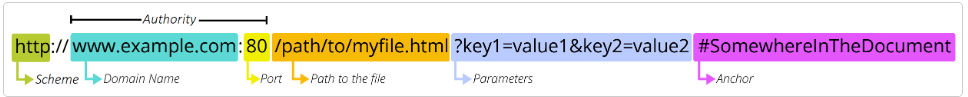 Authority
http://www.example.com:80/path/to/myfile.html?key1=value1&key2=value2#SomewhereInTheDocument
Scheme Domain Name Port Path to the file Parameters Anchor